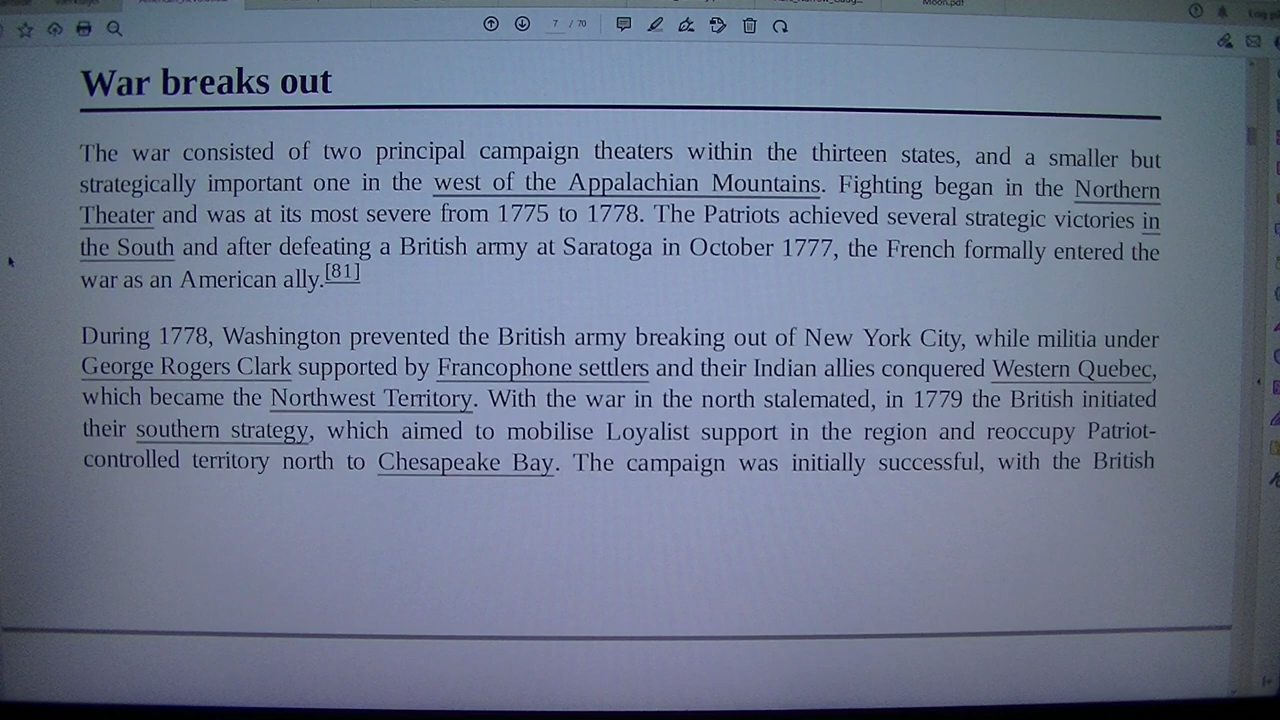 Moon.pdf
7 / 70
War breaks out
The war consisted of two principal campaign theaters within the thirteen states, and a smaller but
strategically important one in the west of the Appalachian Mountains. Fighting began in the Northern
Theater and was at its most severe from 1775 to 1778. The Patriots achieved several strategic victories in
the South and after defeating a British army at Saratoga in October 1777, the French formally entered the
war as an American ally.[81]
During 1778, Washington prevented the British army breaking out of New York City, while militia under
George Rogers Clark supported by Francophone settlers and their Indian allies conquered Western Quebec,
which became the Northwest Territory. With the war in the north stalemated, in 1779 the British initiated
their southern strategy, which aimed to mobilise Loyalist support in the region and reoccupy Patriot-
controlled territory north to Chesapeake Bay. The campaign was initially successful, with the British